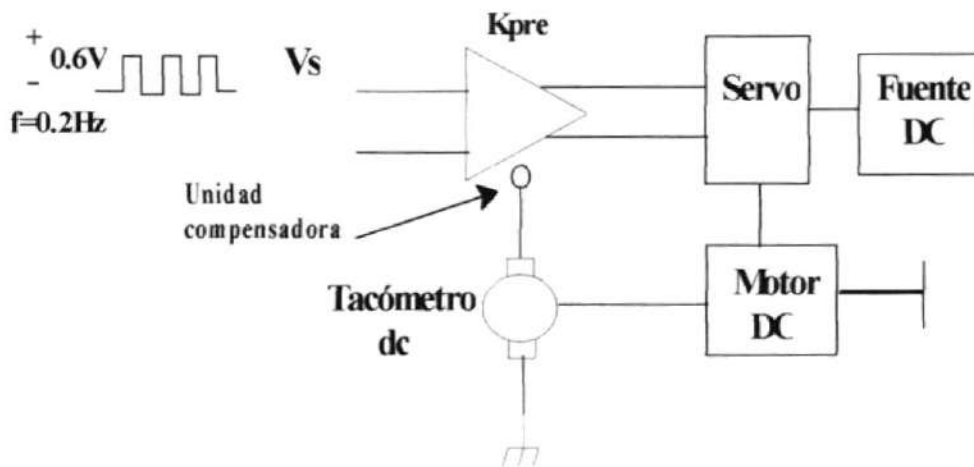 Kpre
+
0.6V
-
Vs
f=0.2Hz
Servo
Fuente
DC
Unidad
compensadora
Tacómetro
dc
Motor
DC